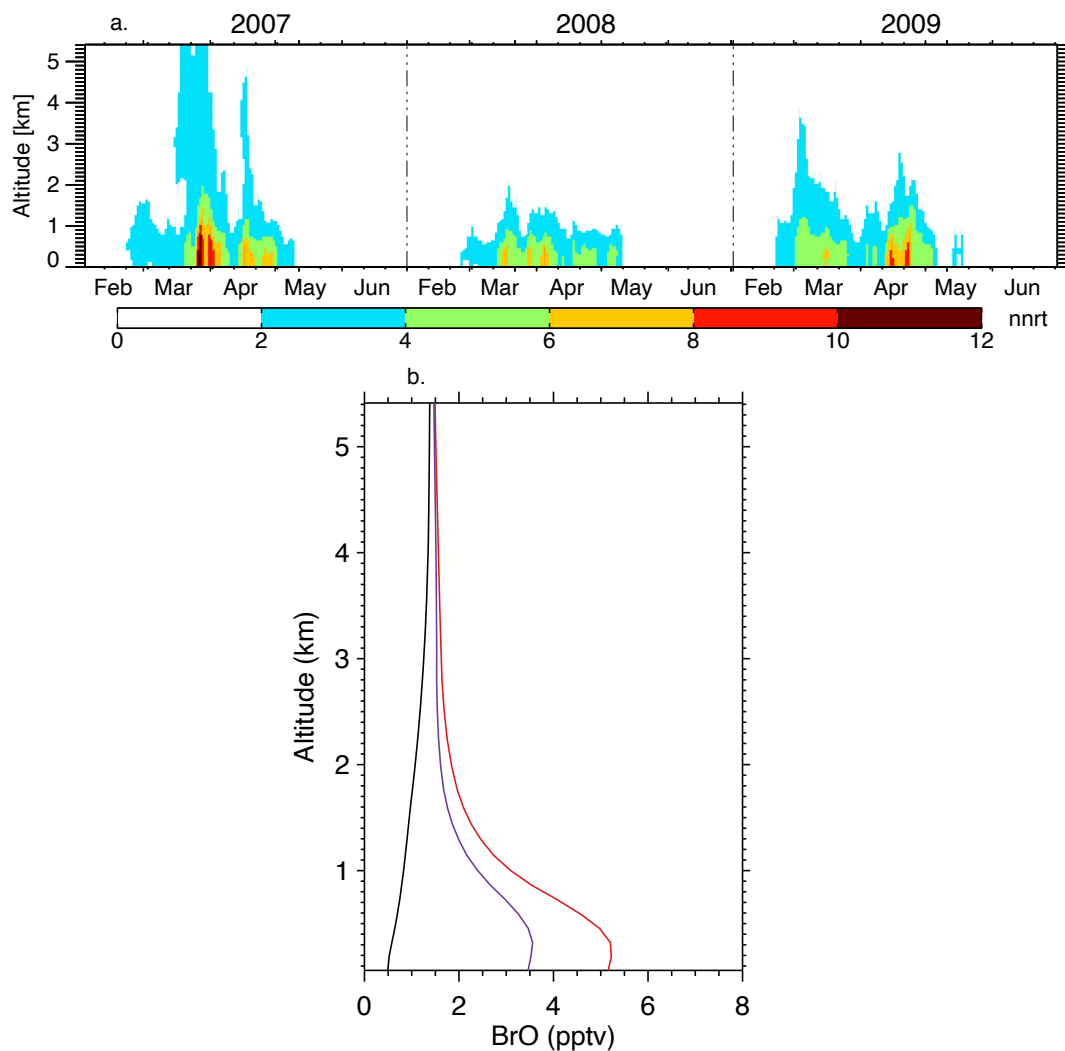 a. 2007 2008 2009
5
4
3
2
1
0
Altitude [km]
Feb Mar Apr May Jun Feb Mar Apr May Jun Feb Mar Apr May Jun
0 2 4 6 8 10 12 nnrt
b.
5
4
3
2
1
Altitude (km)
0 2 4 6 8
BrO (pptv)